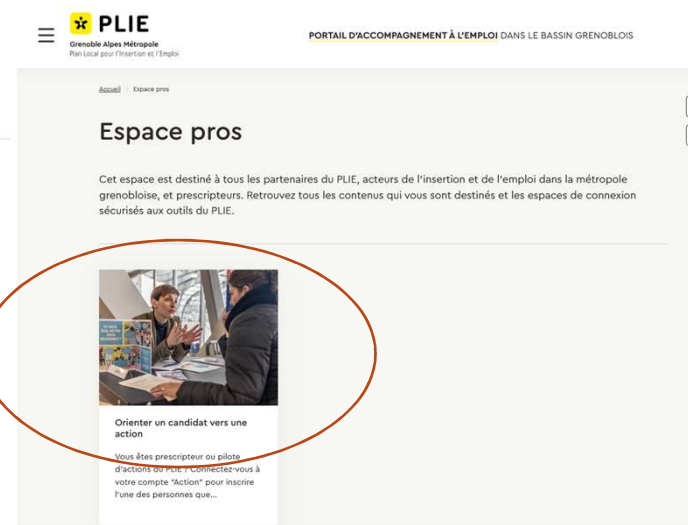 PLIE
Grenoble Alpes Métropole
Plan Local pour l'Insertion et l'Emploi
PORTAIL D'ACCOMPAGNEMENT À L'EMPLOI DANS LE BASSIN GRENOBLOIS
Accueil | Espace pros
Espace pros
Cet espace est destiné à tous les partenaires du PLIE, acteurs de l'insertion et de l'emploi dans la métropole
grenobloise, et prescripteurs. Retrouvez tous les contenus qui vous sont destinés et les espaces de connexion
sécurisés aux outils du PLIE.
Orienter un candidat vers une
action
Vous êtes prescripteur ou pilote
d'actions du PLIE ? Connectez-vous à
votre compte "Action" pour inscrire
l'une des personnes que...